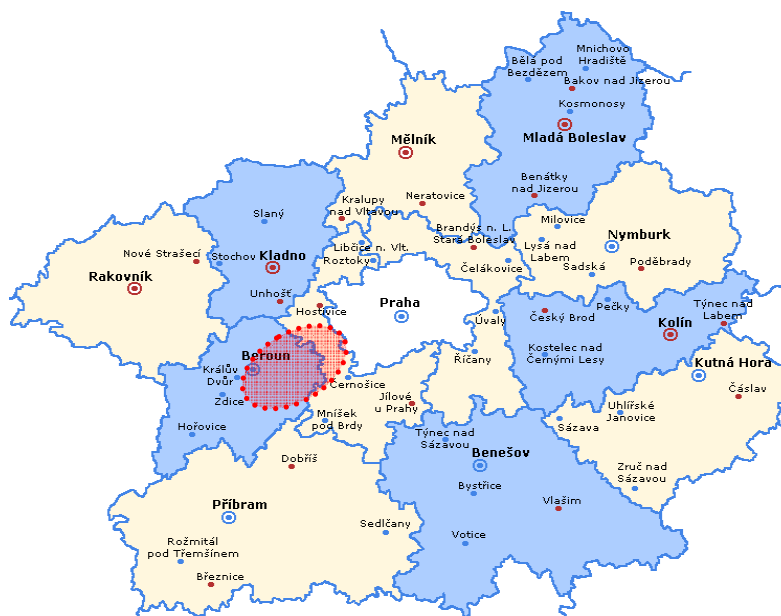 Mnichovo
Hradiště
Bělá pod
Bezdězem
Bakov nad Jizerou
Kosmonosy
Mladá Boleslav
Mělník
Benátky
nad Jizerou
Kralupy
nad Vltavou
Neratovice
Slaný
Milovice
Brandýs n. L.
Stará Boleslav
Nymburk
Libčice n. Vlt.
Lysá nad
Labem
Nové Strašecí
Stochov
Kladno
Roztoky
Čelákovice
Sadská
Poděbrady
Rakovník
Unhošť
Hostivice
Praha
Pečky
Týnec nad
Labem
Český Brod
Úvaly
Kolín
Kostelec nad
Černými Lesy
Beroun
Říčany
Kutná Hora
Králův
Dvůr
Černošice
Zdice
Jílové
u Prahy
Čáslav
Mníšek
pod Brdy
Uhlířské
Janovice
Sázava
Hořovice
Týnec nad
Sázavou
Benešov
Dobříš
Zruč nad
Sázavou
Bystřice
Příbram
Vlašim
Sedlčany
Votice
Rožmitál
pod Třemšínem
Březnice